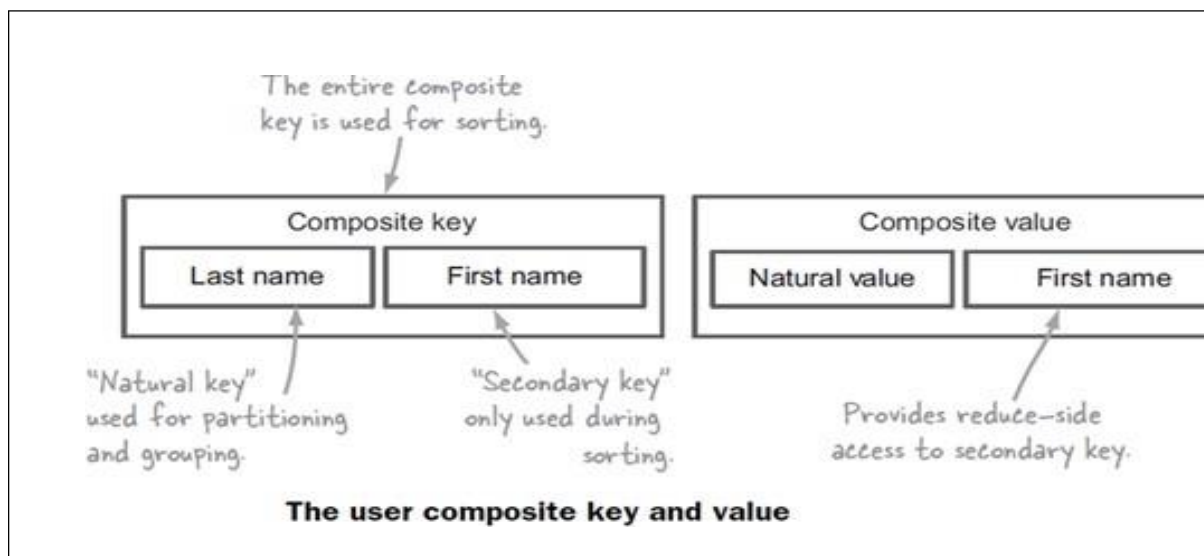 The entire composite
key is used for sorting.
Composite key
Last name
First name
Composite value
Natural value
First name
"Natural key"
used for partitioning
and grouping.
"Secondary key"
only used during
sorting.
Provides reduce-side
access to secondary key.
The user composite key and value